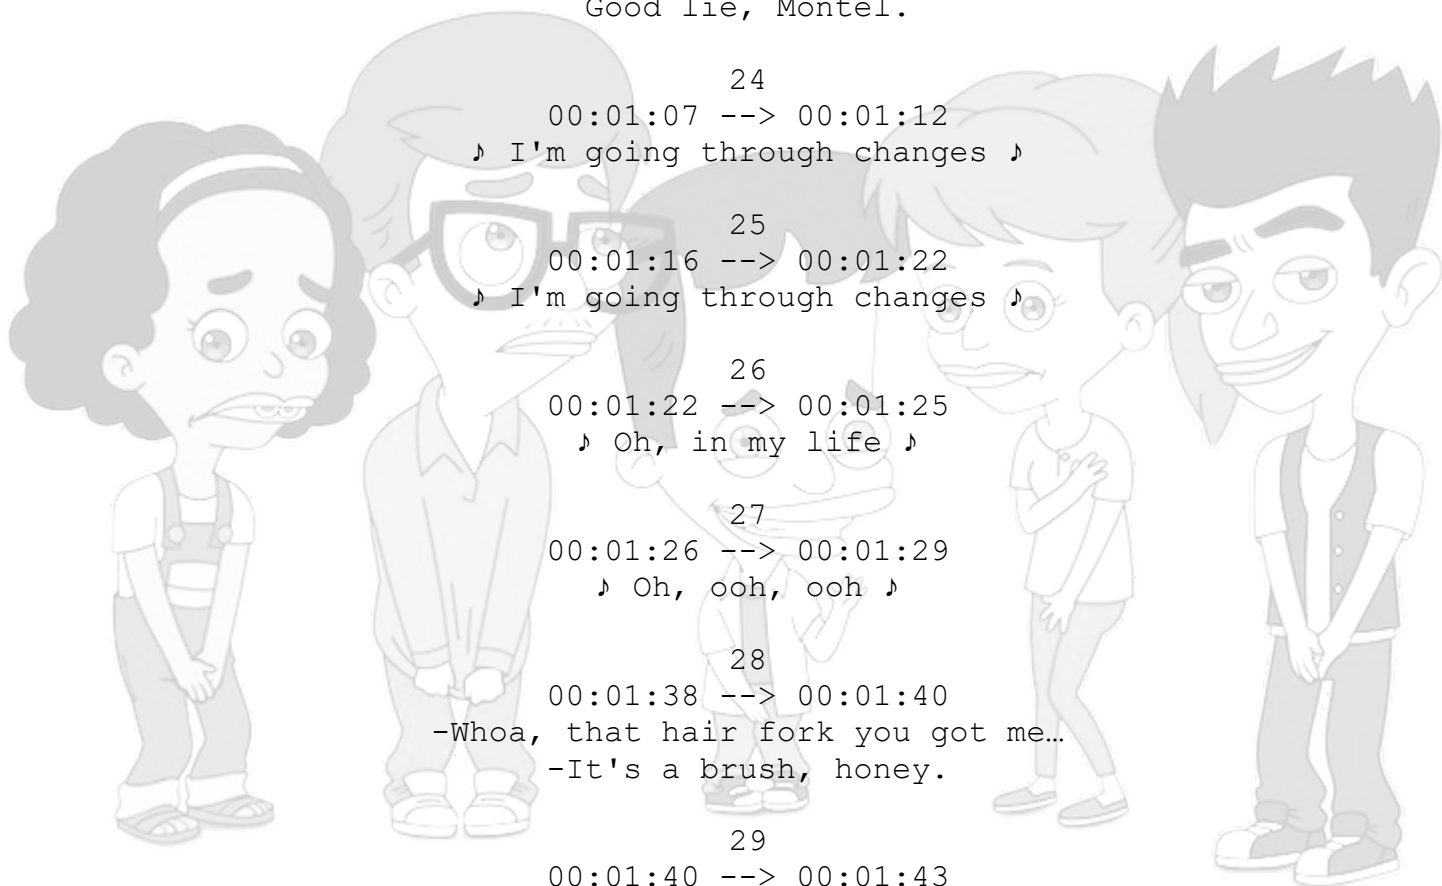 Good lie, Montel.
24
00:01:07 --> 00:01:12
♪ I'm going through changes ♪
25
00:01:16 --> 00:01:22
♪ I'm going through changes ♪
26
00:01:22 --> 00:01:25
♪ Oh, in my life ♪
27
00:01:26 --> 00:01:29
♪ Oh, ooh, ooh ♪
28
00:01:38 --> 00:01:40
-Whoa, that hair fork you got me…
-It's a brush, honey.
29
00:01:40 --> 00:01:43